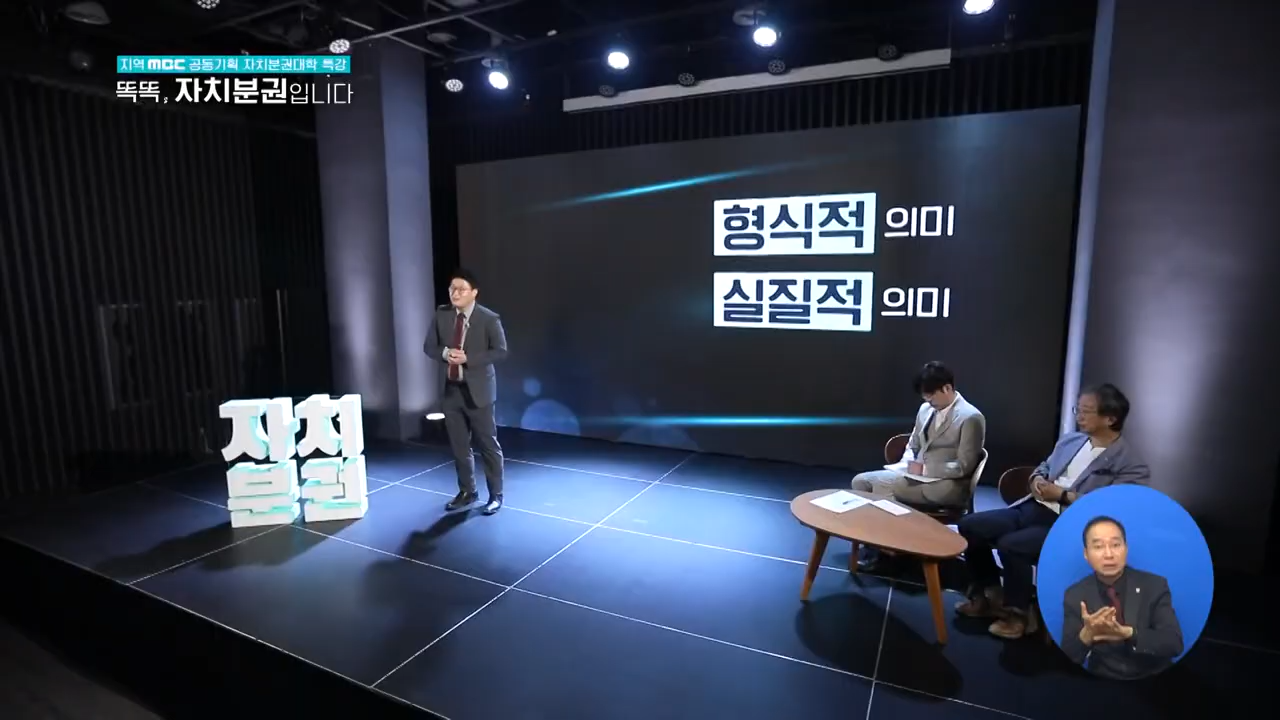 지역 MBC 공동기획 자치분권대학 특강
똑똑, 자치분권입니다
형식적 의미
실질적 의미
자치
분권